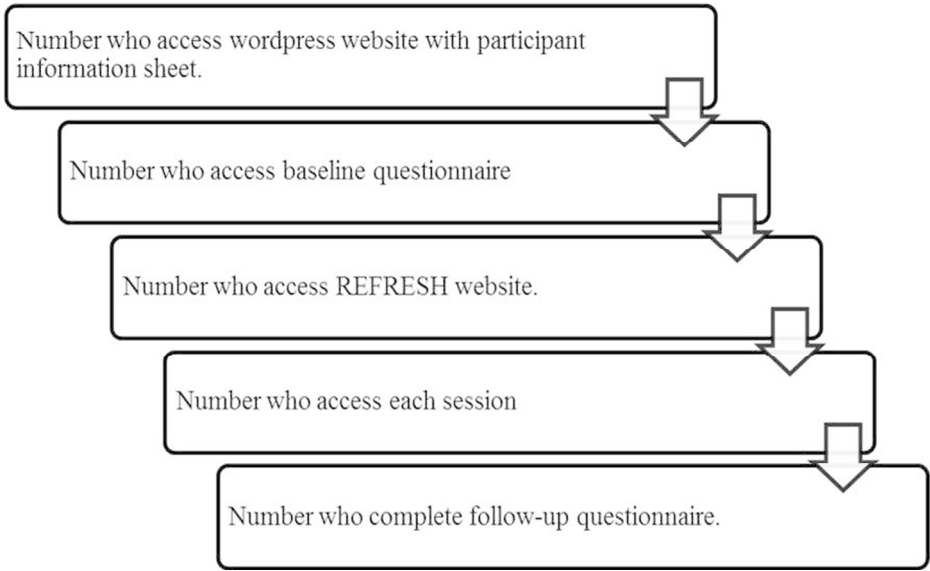 Number who access wordpress website with participant
information sheet.
Number who access baseline questionnaire
Number who access REFRESH website.
Number who access each session
Number who complete follow-up questionnaire.